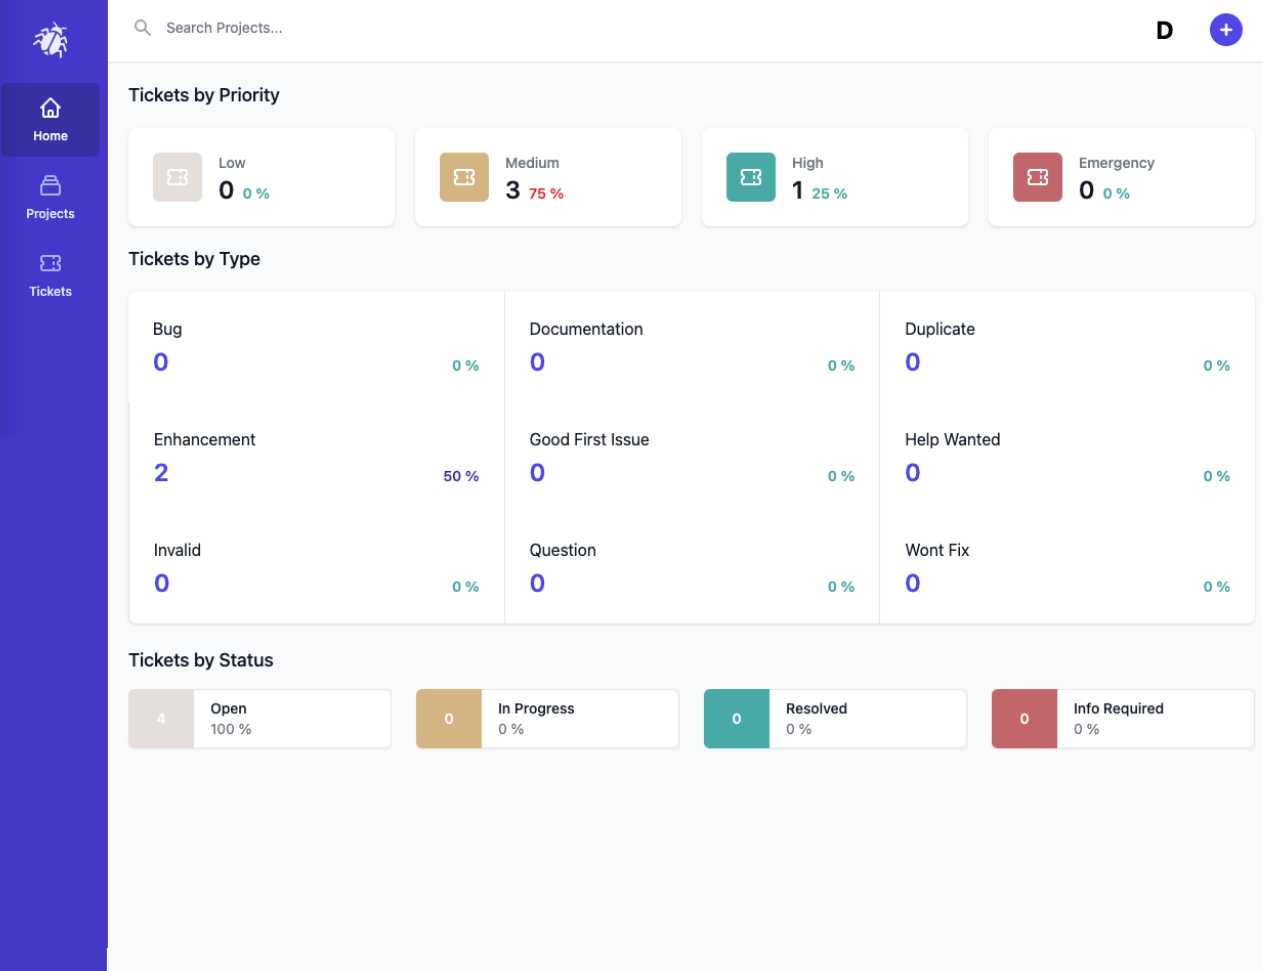 Search Projects...
D
Home
Projects
Tickets
Tickets by Priority
Low
0 0 %
Medium
3 75 %
High
1 25 %
Emergency
0 0 %
Tickets by Type
Bug
0 0 %
Documentation
0 0 %
Duplicate
0 0 %
Enhancement
2 50 %
Good First Issue
0 0 %
Help Wanted
0 0 %
Invalid
0 0 %
Question
0 0 %
Wont Fix
0 0 %
Tickets by Status
4
Open
100 %
0
In Progress
0 %
0
Resolved
0 %
0
Info Required
0 %